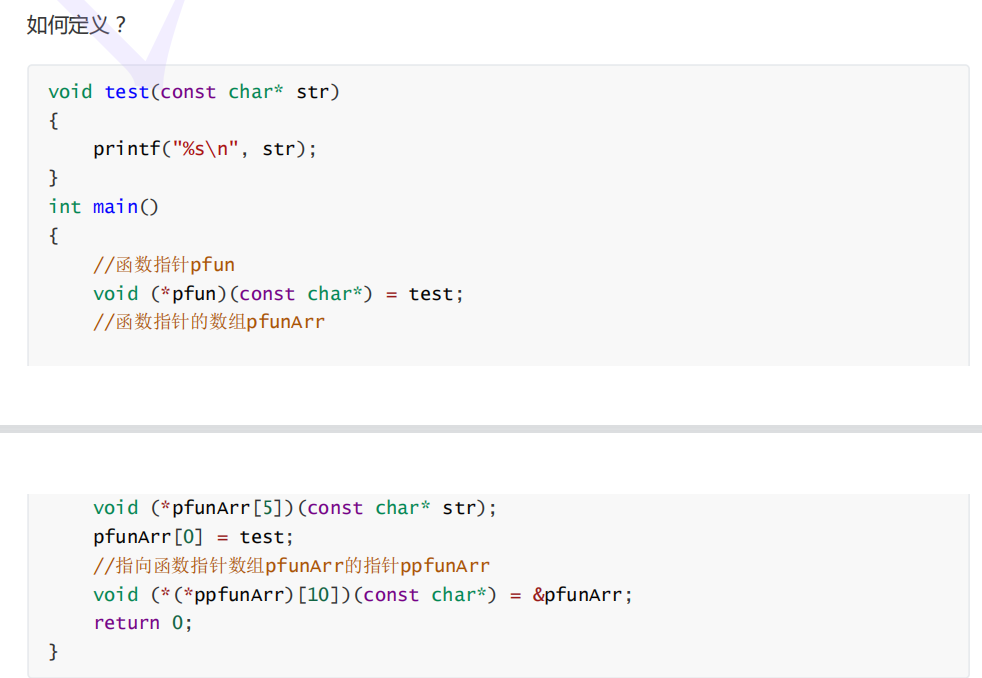 如何定义？
void test(const char* str)
{
    printf("%s\n", str);
}
int main()
{
    //函数指针pfun
    void (*pfun)(const char*) = test;
    //函数指针的数组pfunArr
    void (*pfunArr[5])(const char* str);
    pfunArr[0] = test;
    //指向函数指针数组pfunArr的指针ppfunArr
    void (*(*ppfunArr)[10])(const char*) = &pfunArr;
    return 0;
}